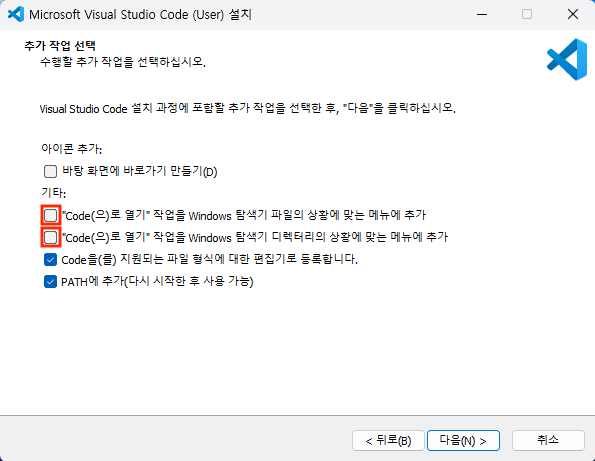 Microsoft Visual Studio Code (User) 설치
추가 작업 선택
수행할 추가 작업을 선택하십시오.
Visual Studio Code 설치 과정에 포함할 추가 작업을 선택한 후, "다음"을 클릭하십시오.
아이콘 추가:
바탕 화면에 바로가기 만들기(D)
기타:
"Code(으)로 열기" 작업을 Windows 탐색기 파일의 상황에 맞는 메뉴에 추가
"Code(으)로 열기" 작업을 Windows 탐색기 디렉터리의 상황에 맞는 메뉴에 추가
Code을(를) 지원되는 파일 형식에 대한 편집기로 등록합니다.
PATH에 추가(다시 시작한 후 사용 가능)
< 뒤로(B) 다음(N) > 취소